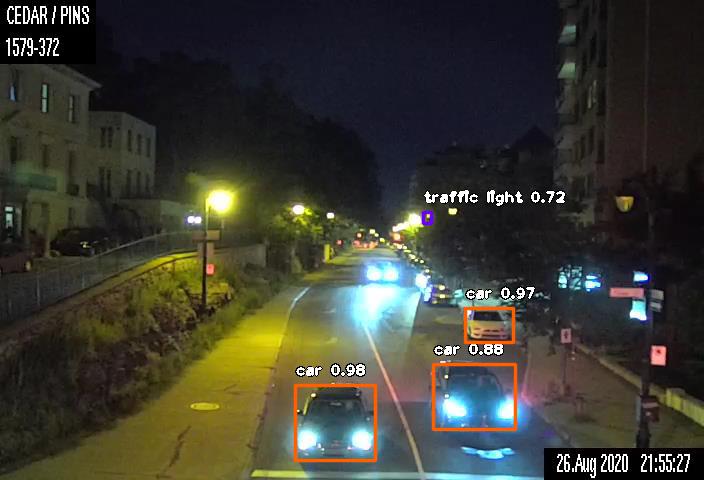 CEDAR / PINS
1579-372
traffic light 0.72
car 0.97
car 0.88
car 0.98
26.Aug 2020 21:55:27